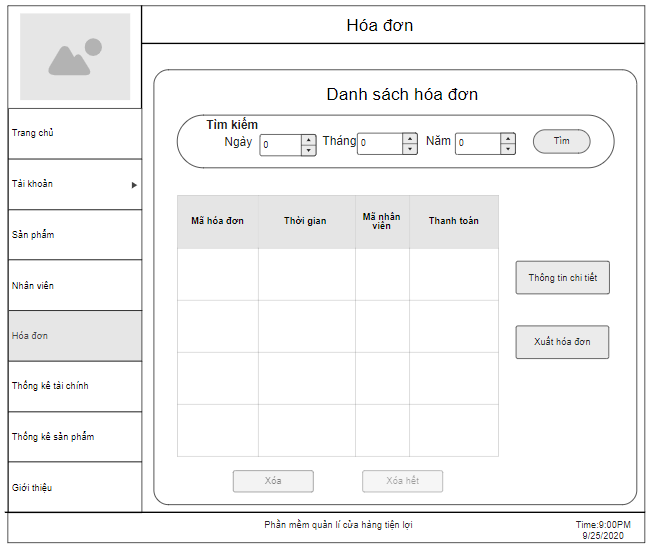 Hóa đơn
Trang chủ
Tài khoản
Sản phẩm
Nhân viên
Hóa đơn
Thống kê tài chính
Thống kê sản phẩm
Giới thiệu
Danh sách hóa đơn
Tìm kiếm
Ngày 0 Tháng 0 Năm 0 Tìm
Mã hóa đơn Thời gian Mã nhân viên Thanh toán
Thông tin chi tiết
Xuất hóa đơn
Xóa Xóa hết
Phần mềm quản lí cửa hàng tiện lợi
Time:9:00PM
9/25/2020